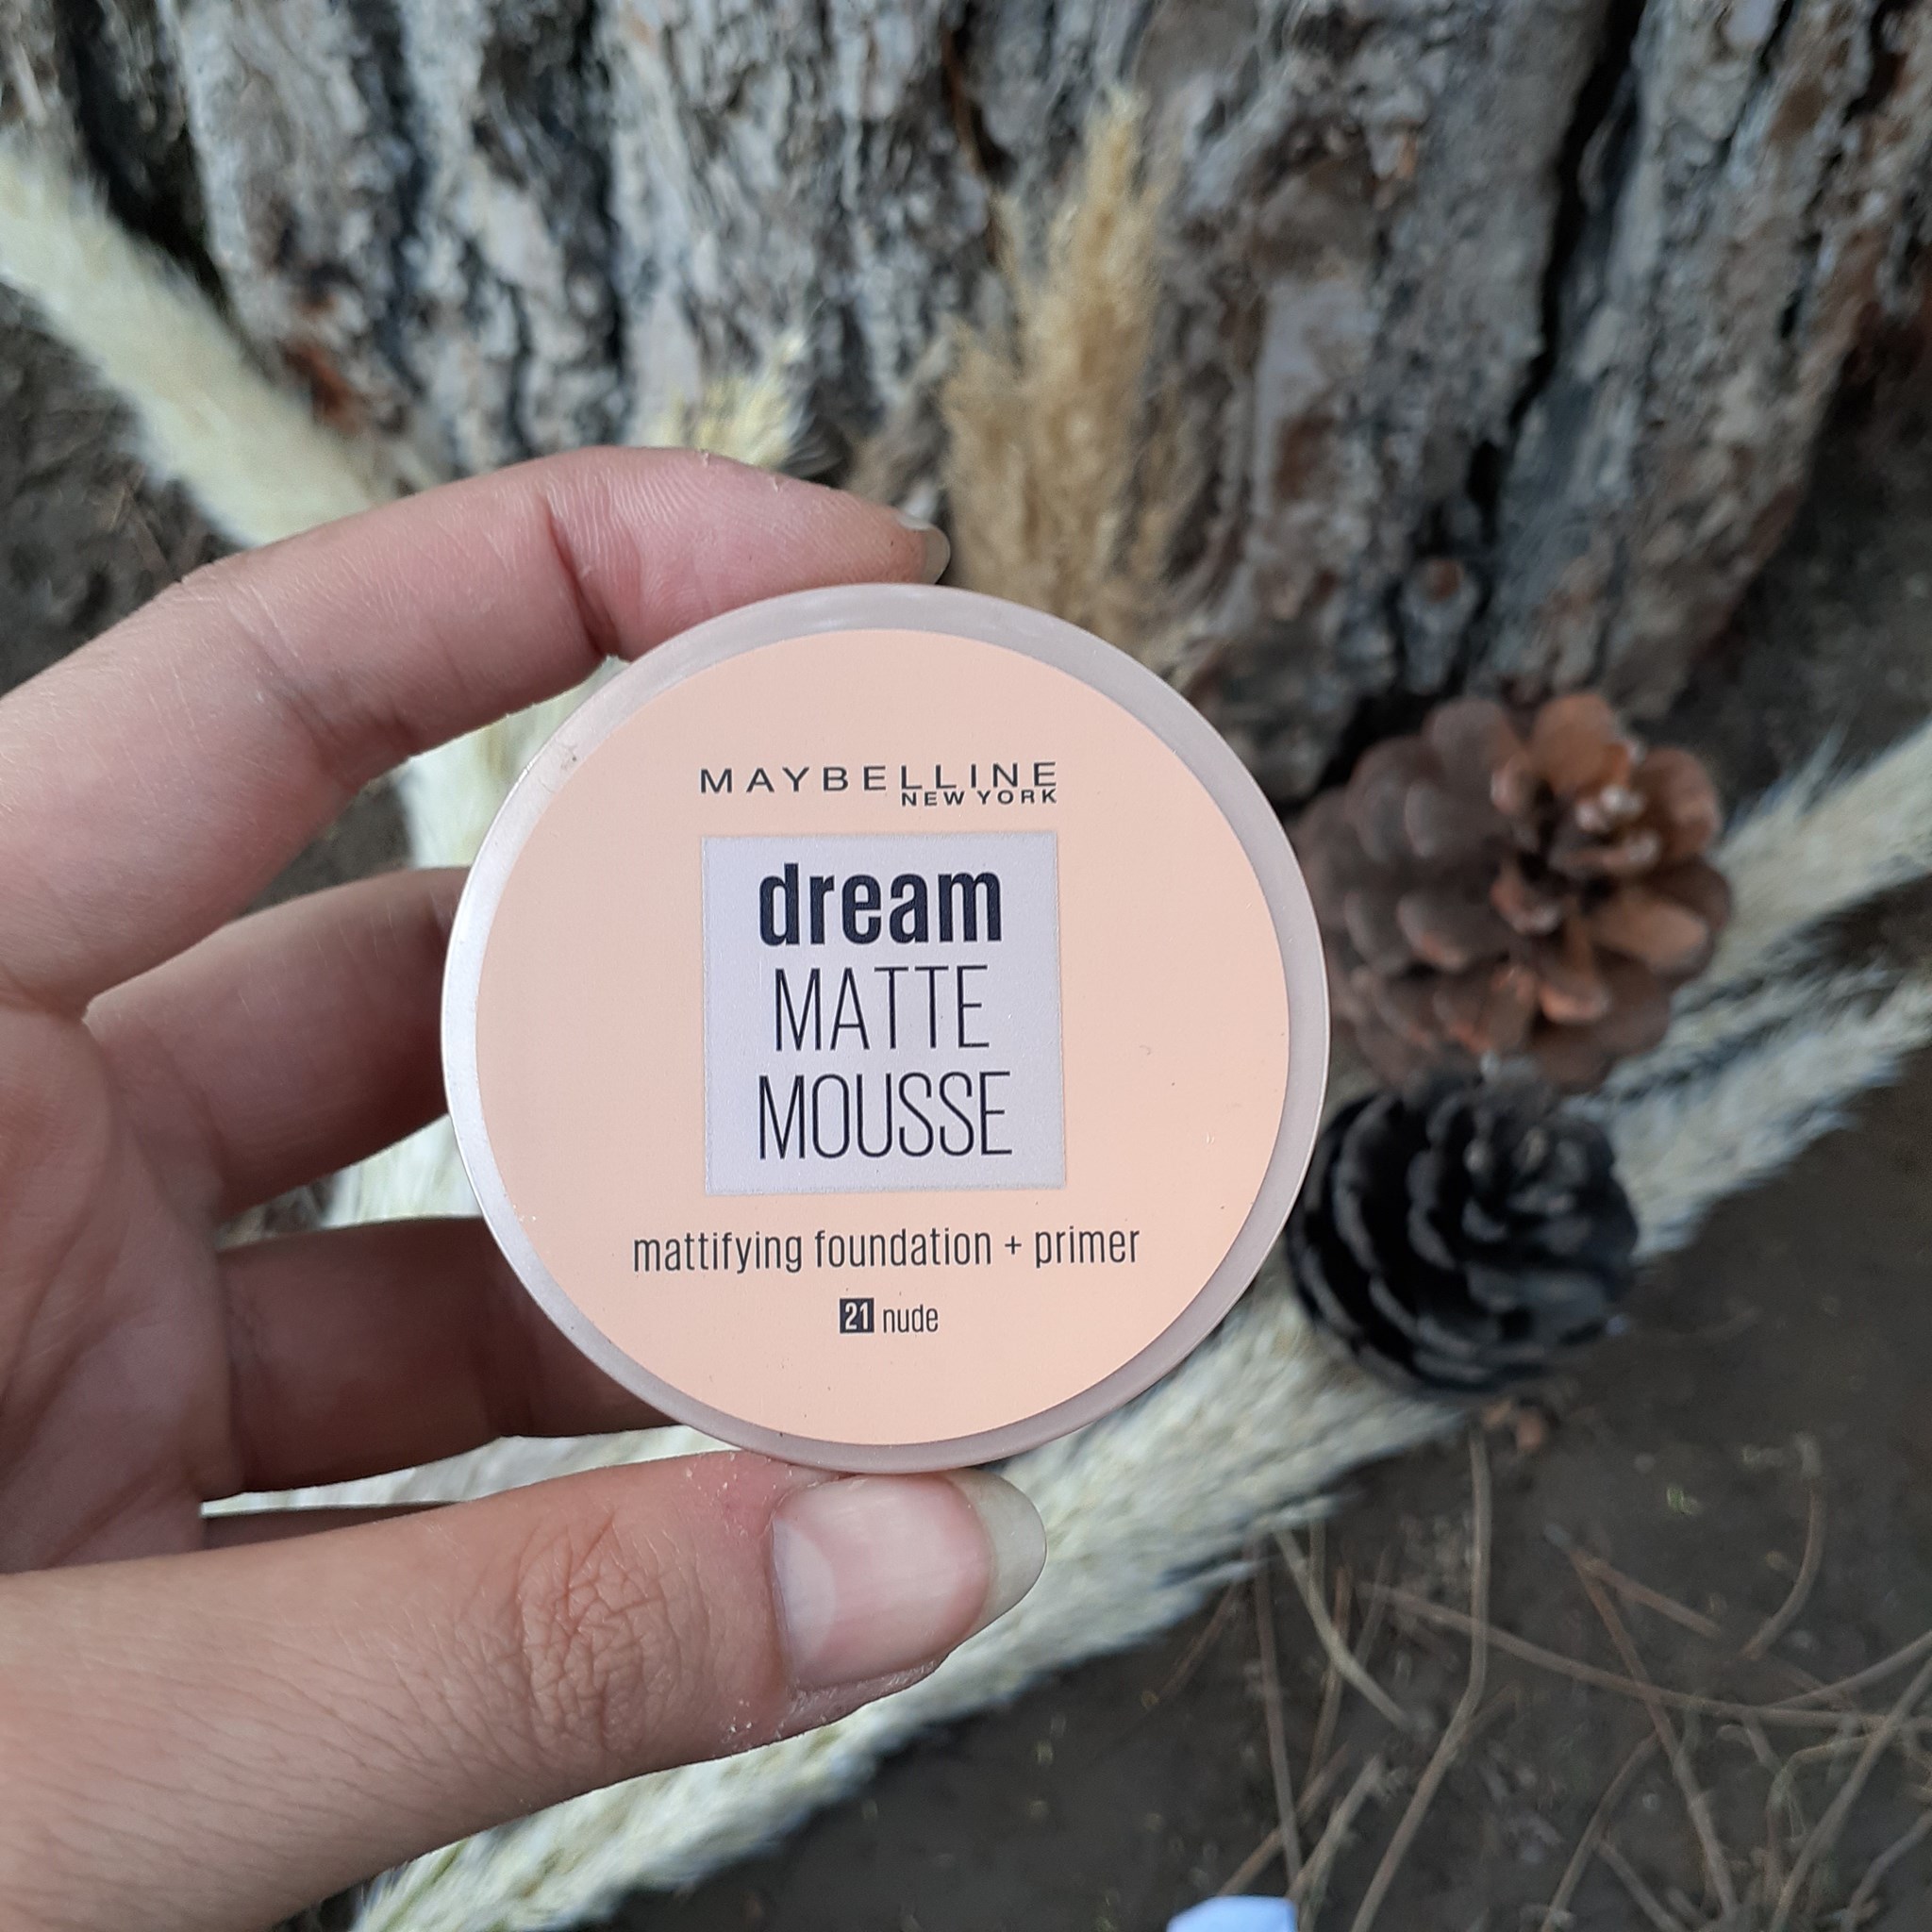 MAYBELLINE
NEW YORK
dream
MATTE
MOUSSE
mattifying foundation + primer
21 nude